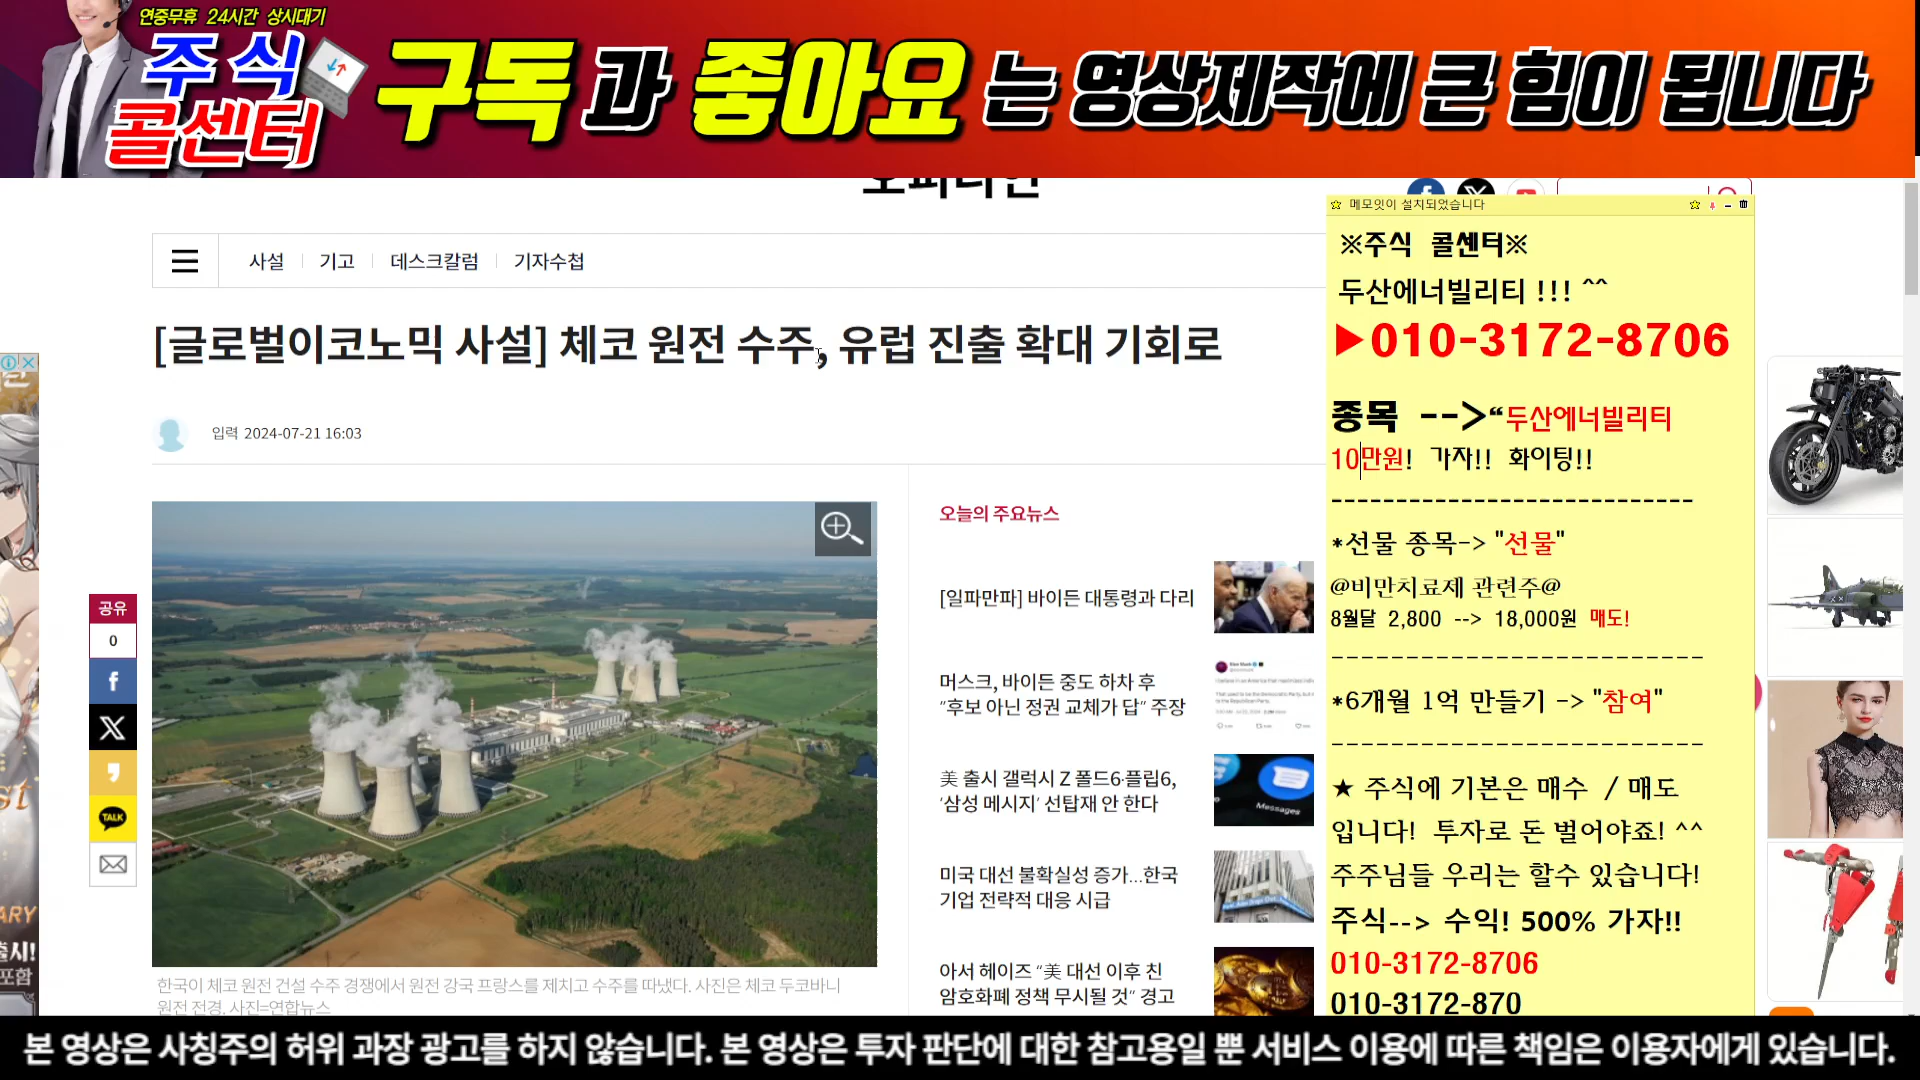 연중무휴 24시간 상시대기
주식
콜센터
구독과 좋아요는 영상제작에 큰 힘이 됩니다
오피니언
사설
기고
데스크칼럼
기자수첩
[글로벌이코노믹 사설] 체코 원전 수주, 유럽 진출 확대 기회로
입력 2024-07-21 16:03
공유
0
TALK
한국이 체코 원전 건설 수주 경쟁에서 원전 강국 프랑스를 제치고 수주를 따냈다. 사진은 체코 두코바니
원전 전경. 사진=연합뉴스
오늘의 주요뉴스
[일파만파] 바이든 대통령과 다리
머스크, 바이든 중도 하차 후
"후보 아닌 정권 교체가 답" 주장
美 출시 갤럭시 Z 폴드6·플립6,
'삼성 메시지' 선탑재 안 한다
Messages
미국 대선 불확실성 증가...한국
기업 전략적 대응 시급
아서 헤이즈 "美 대선 이후 친
암호화폐 정책 무시될 것" 경고
메모잇이 설치되었습니다
※주식 콜센터※
두산에너빌리티 !!! ^^
▶010-3172-8706
종목 -->“두산에너빌리티
10만원! 가자!! 화이팅!!
----------------------------
*선물 종목-> "선물"
@비만치료제 관련주@
8월달 2,800 --> 18,000원 매도!
-------------------------
*6개월 1억 만들기 -> "참여"
-------------------------
★ 주식에 기본은 매수 / 매도
입니다! 투자로 돈 벌어야죠! ^^
주주님들 우리는 할수 있습니다!
주식--> 수익! 500% 가자!!
010-3172-8706
010-3172-870
본 영상은 사칭주의 허위 과장 광고를 하지 않습니다. 본 영상은 투자 판단에 대한 참고용일 뿐 서비스 이용에 따른 책임은 이용자에게 있습니다.